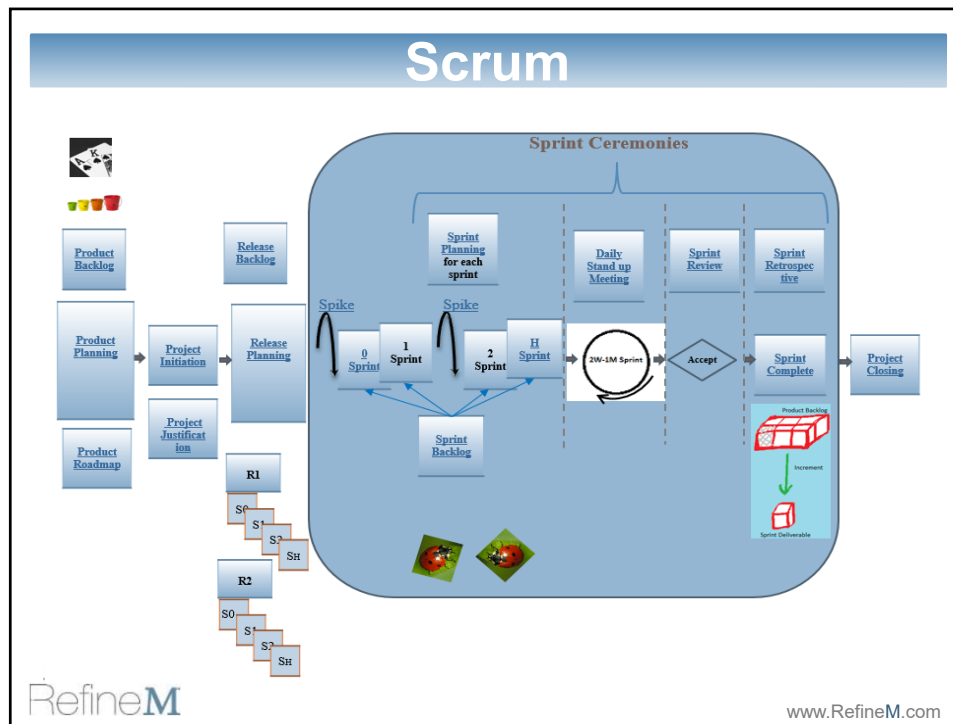 Scrum
Sprint Ceremonies
A K
Product
Backlog
Release
Backlog
Sprint
Planning
for each
sprint
Daily
Stand up
Meeting
Sprint
Review
Sprint
Retrospec
tive
Spike
Spike
Product
Planning
Project
Initiation
Release
Planning
0
Sprint
1
Sprint
2
Sprint
H
Sprint
2W-1M Sprint
Accept
Sprint
Complete
Project
Closing
Project
Justificat
ion
Product
Roadmap
Sprint
Backlog
Product Backlog
Increment
Sprint Deliverable
R1
S0
S1
S2
SH
R2
S0
S1
S2
SH
RefineM
www.RefineM.com